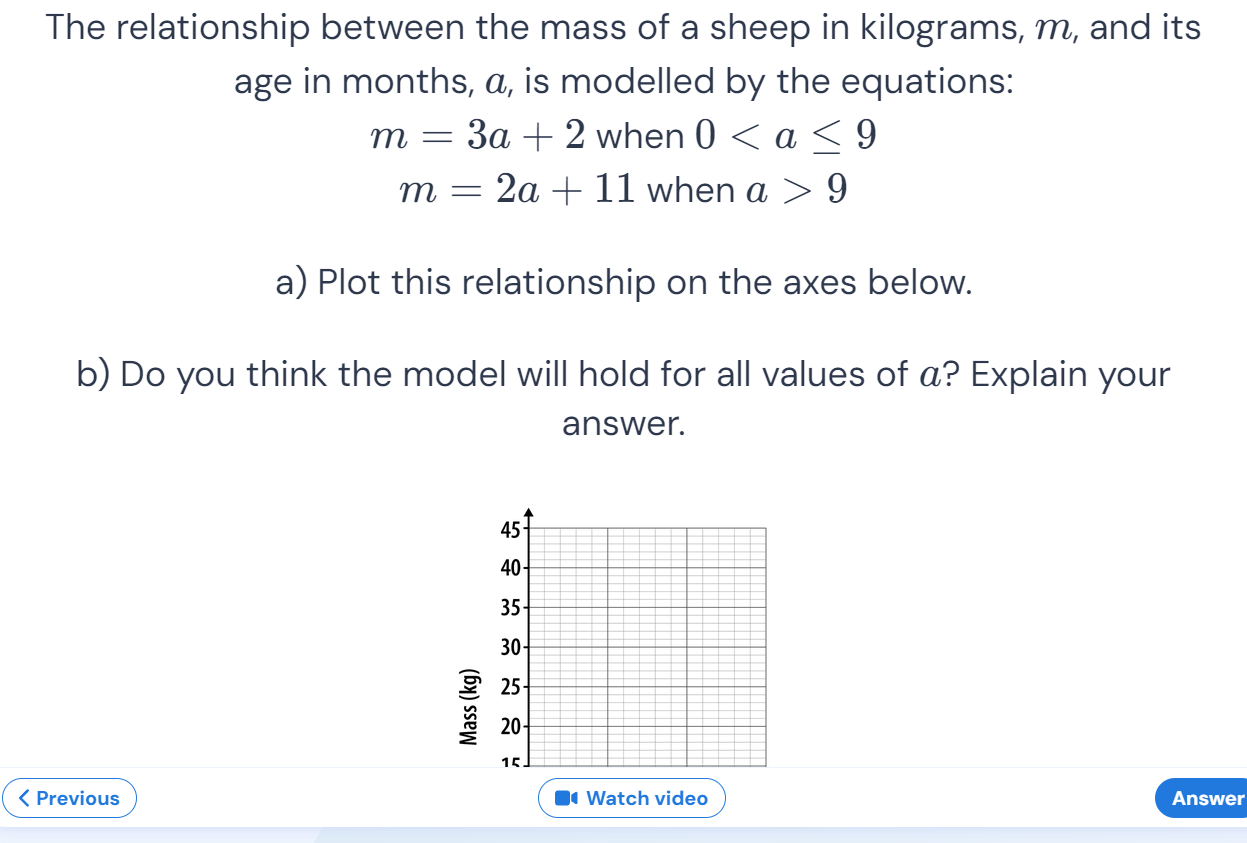 The relationship between the mass of a sheep in kilograms, m, and its
age in months, a, is modelled by the equations:
m = 3a + 2 when 0 < a ≤ 9
m = 2a + 11 when a > 9
a) Plot this relationship on the axes below.
b) Do you think the model will hold for all values of a? Explain your
answer.
45
40
35
30
25
20
15
Mass (kg)
Previous
Watch video
Answer